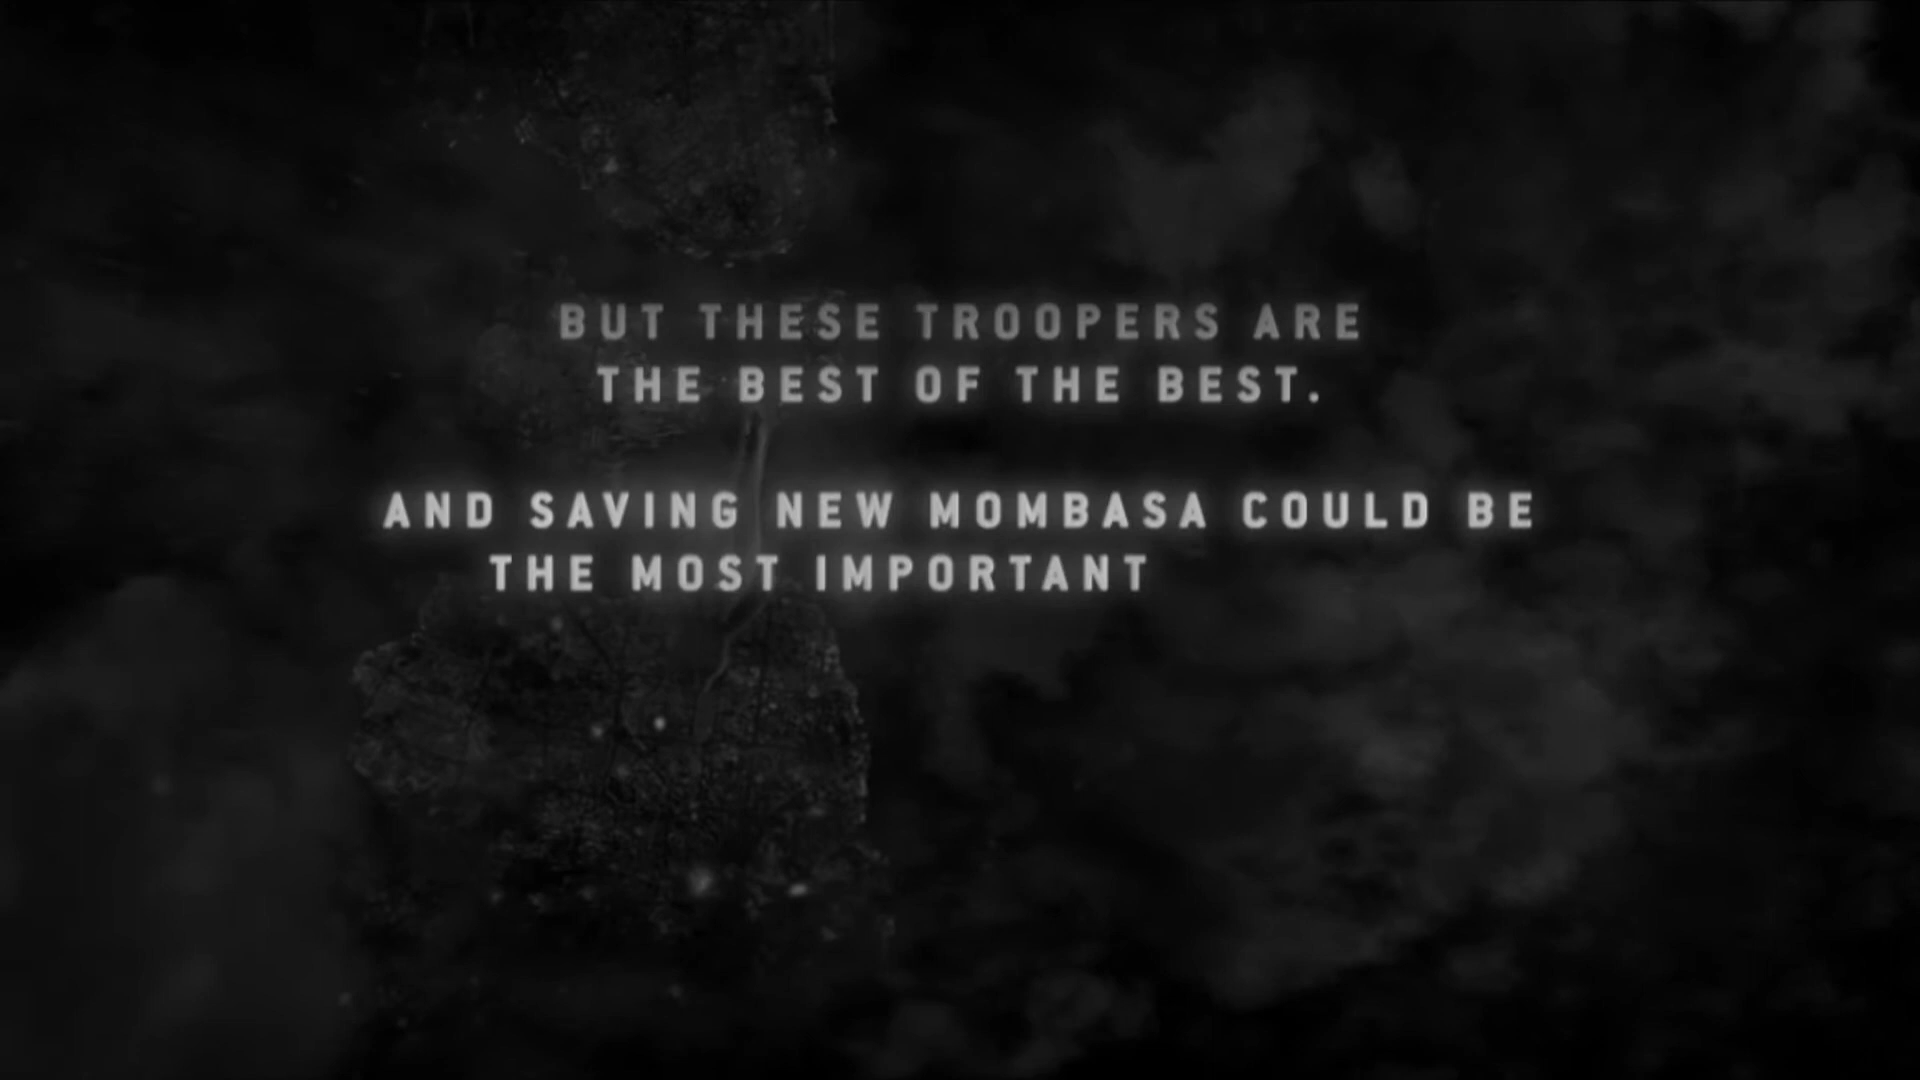 BUT THESE TROOPERS ARE
THE BEST OF THE BEST.
AND SAVING NEW MOMBASA COULD BE
THE MOST IMPORTANT